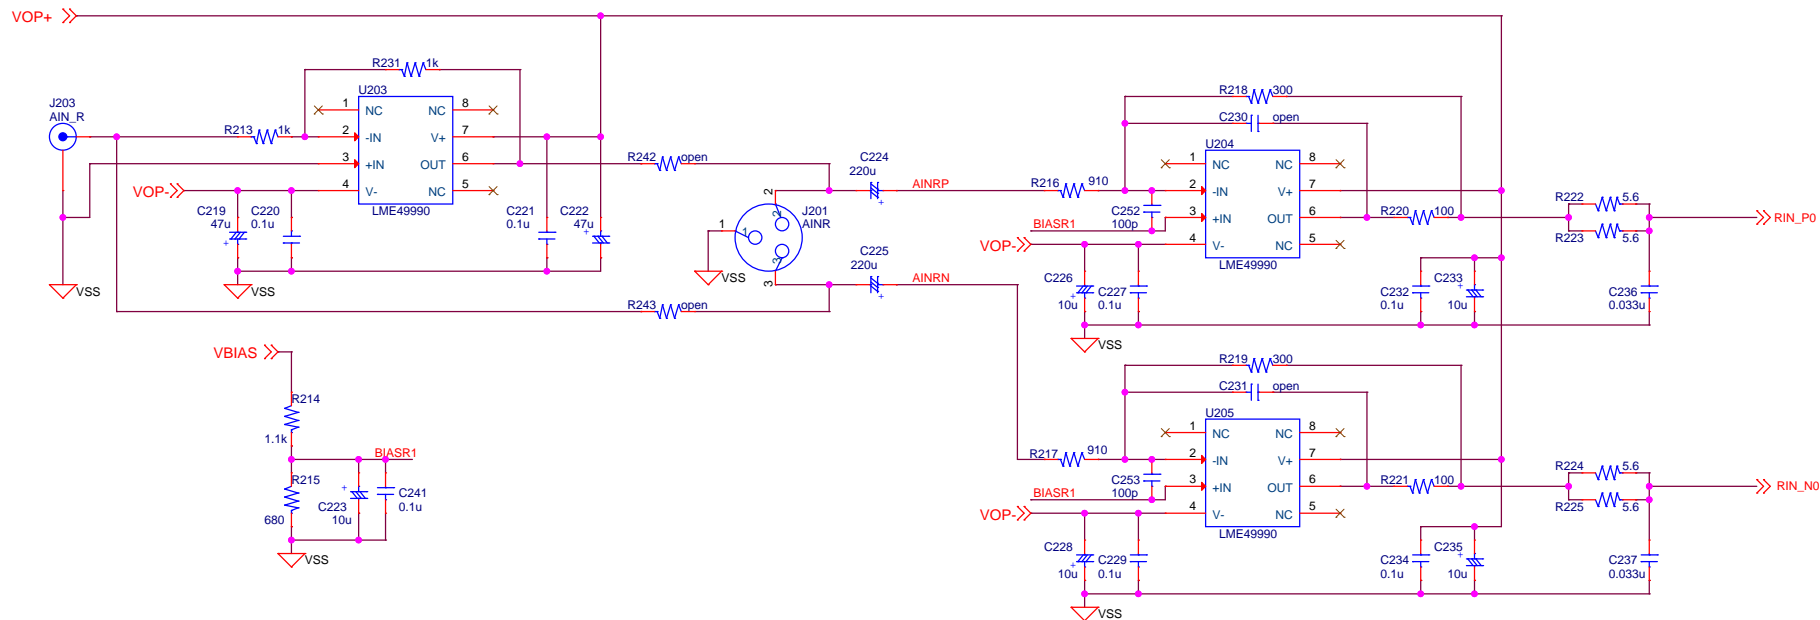 VOP+
R231 1k
J203
AIN_R
U203
1 NC NC 8
R213 1k 2 -IN V+ 7
3 +IN OUT 6
VOP- 4 V- NC 5
LME49990
C219
47u
C220
0.1u
C221
0.1u
C222
47u
VSS
VSS
R242 open
C224
220u
+
AINRP
2
J201
AINR
1
1
2
3
VSS
3
C225
220u
+
AINRN
R243 open
VBIAS
R214
1.1k
BIASR1
R215
680
C223
10u
+
C241
0.1u
VSS
R218 300
C230 open
U204
1 NC NC 8
R216 910 2 -IN V+ 7
C252
100p
BIASR1 3 +IN OUT 6
VOP- 4 V- NC 5
LME49990
R220 100
R222 5.6
R223 5.6
RIN_P0
C226
10u
+
C227
0.1u
C232
0.1u
C233
10u
+
C236
0.033u
VSS
R219 300
C231 open
U205
1 NC NC 8
R217 910 2 -IN V+ 7
C253
100p
BIASR1 3 +IN OUT 6
VOP- 4 V- NC 5
LME49990
R221 100
R224 5.6
R225 5.6
RIN_N0
C228
10u
+
C229
0.1u
C234
0.1u
C235
10u
+
C237
0.033u
VSS